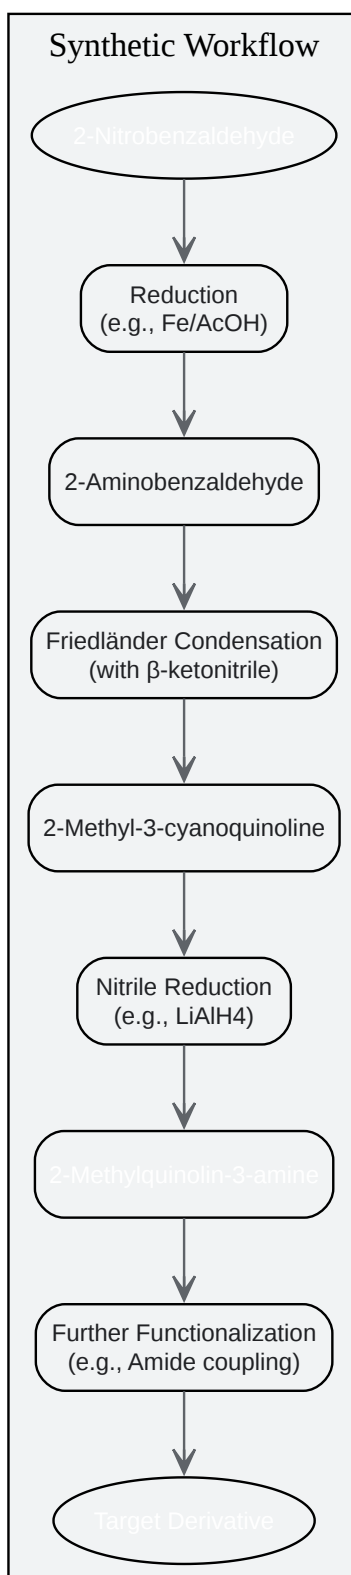 Synthetic Workflow
2-Nitrobenzaldehyde
Reduction
(e.g., Fe/AcOH)
2-Aminobenzaldehyde
Friedländer Condensation
(with β-ketonitrile)
2-Methyl-3-cyanoquinoline
Nitrile Reduction
(e.g., LiAlH4)
2-Methylquinolin-3-amine
Further Functionalization
(e.g., Amide coupling)
Target Derivative